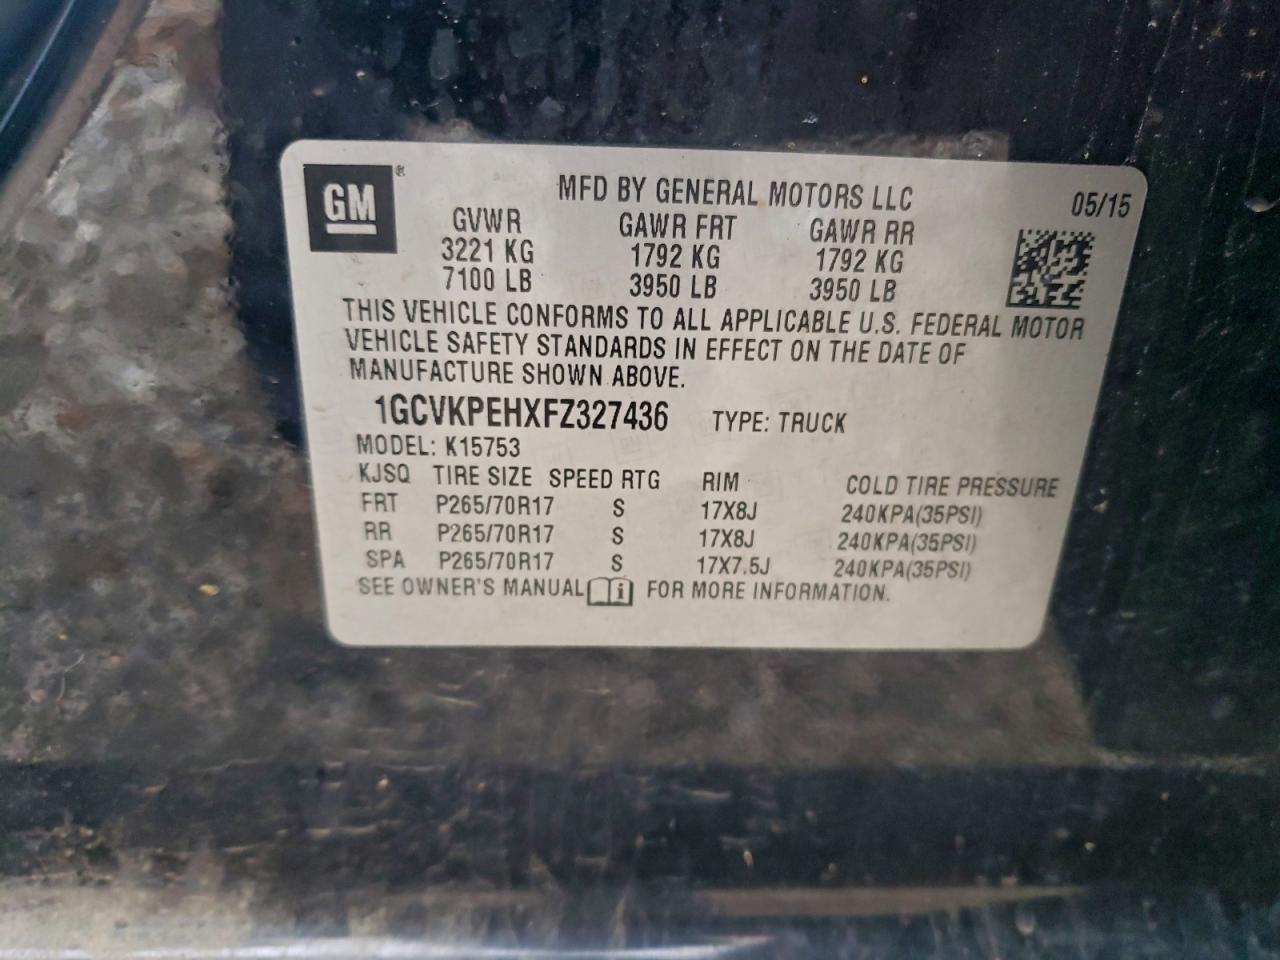 GM®
MFD BY GENERAL MOTORS LLC 05/15
GVWR GAWR FRT GAWR RR
3221 KG 1792 KG 1792 KG
7100 LB 3950 LB 3950 LB
THIS VEHICLE CONFORMS TO ALL APPLICABLE U.S. FEDERAL MOTOR
VEHICLE SAFETY STANDARDS IN EFFECT ON THE DATE OF
MANUFACTURE SHOWN ABOVE.
1GCVKPEHXFZ327436 TYPE: TRUCK
MODEL: K15753
KJSQ TIRE SIZE SPEED RTG RIM COLD TIRE PRESSURE
FRT P265/70R17 S 17X8J 240KPA(35PSI)
RR P265/70R17 S 17X8J 240KPA(35PSI)
SPA P265/70R17 S 17X7.5J 240KPA(35PSI)
SEE OWNER'S MANUAL i FOR MORE INFORMATION.